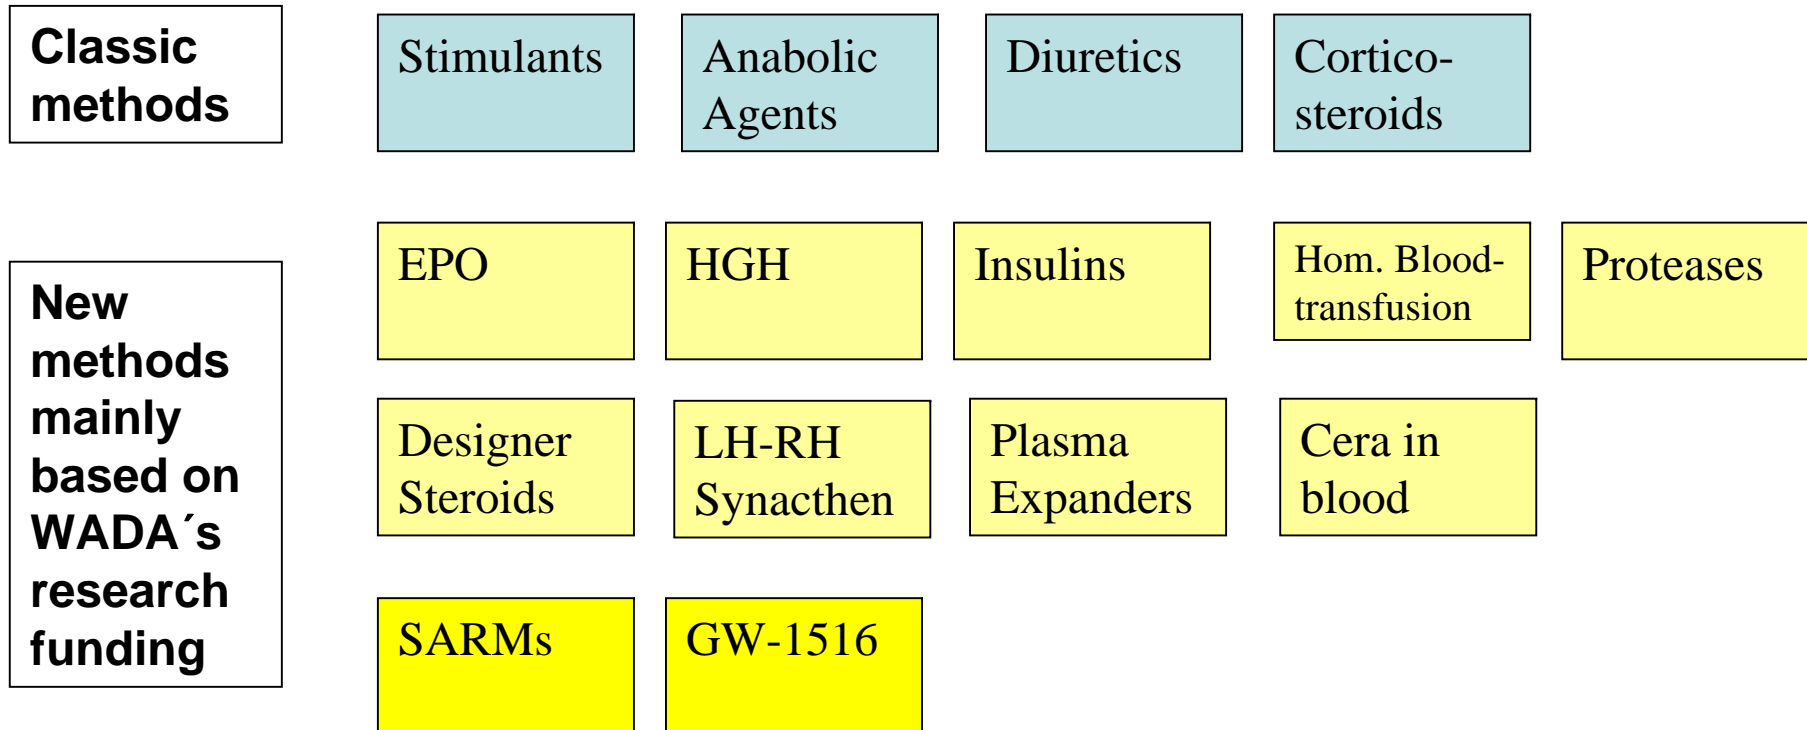 Classic
methods
Stimulants
Anabolic
Agents
Diuretics
Cortico-
steroids
New
methods
mainly
based on
WADA´s
research
funding
EPO
HGH
Insulins
Hom. Blood-
transfusion
Proteases
Designer
Steroids
LH-RH
Synacthen
Plasma
Expanders
Cera in
blood
SARMs
GW-1516